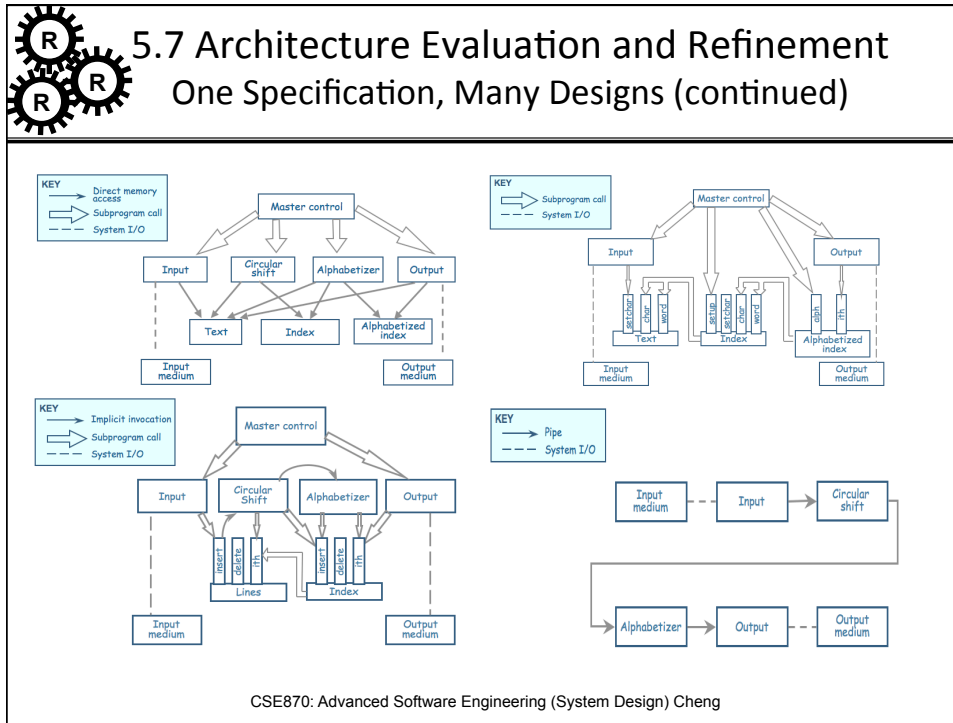 R
R
R
5.7 Architecture Evaluation and Refinement
One Specification, Many Designs (continued)
KEY
Direct memory
access
Subprogram call
System I/O
Master control
Input
Circular
shift
Alphabetizer
Output
Text
Index
Alphabetized
index
Input
medium
Output
medium
KEY
Subprogram call
System I/O
Master control
Input
Output
setchar
char
word
setup
setchar
char
word
alph
ith
Text
Index
Alphabetized
index
Input
medium
Output
medium
KEY
Implicit invocation
Subprogram call
System I/O
Master control
Input
Circular
Shift
Alphabetizer
Output
insert
delete
ith
insert
delete
ith
Lines
Index
Input
medium
Output
medium
KEY
Pipe
System I/O
Input
medium
Input
Circular
shift
Alphabetizer
Output
Output
medium
CSE870: Advanced Software Engineering (System Design) Cheng